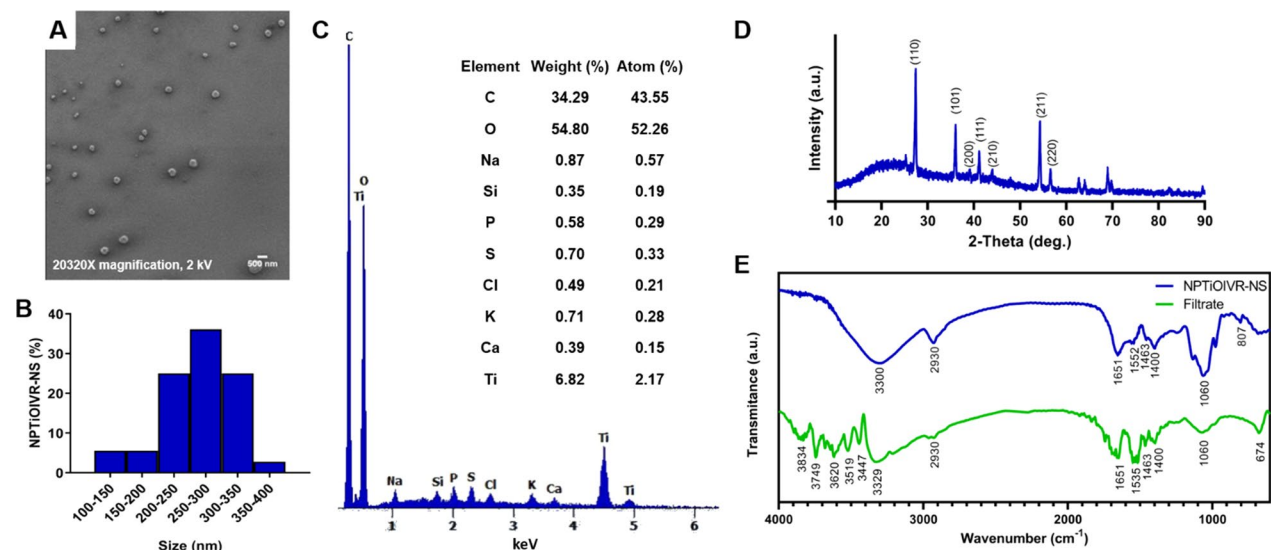 A
20320X magnification, 2 kV
500 nm
B
NPTiOIVR-NS (%)
40
30
20
10
0
100-150
150-200
200-250
250-300
300-350
350-400
Size (nm)
C
C
O
Ti
Na
Si
P
S
Cl
K
Ca
Ti
Ti
1
2
3
4
5
6
keV
Element Weight (%) Atom (%)
C 34.29 43.55
O 54.80 52.26
Na 0.87 0.57
Si 0.35 0.19
P 0.58 0.29
S 0.70 0.33
Cl 0.49 0.21
K 0.71 0.28
Ca 0.39 0.15
Ti 6.82 2.17
D
Intensity (a.u.)
(110)
(101)
(200)
(111)
(210)
(211)
(220)
10 20 30 40 50 60 70 80 90
2-Theta (deg.)
E
NPTiOIVR-NS
Filtrate
Transmitance (a.u.)
3300
2930
1651
1552
1463
1400
1060
807
3834
3749
3620
3519
3447
3329
2930
1651
1535
1463
1400
1060
674
4000 3000 2000 1000
Wavenumber (cm-1)